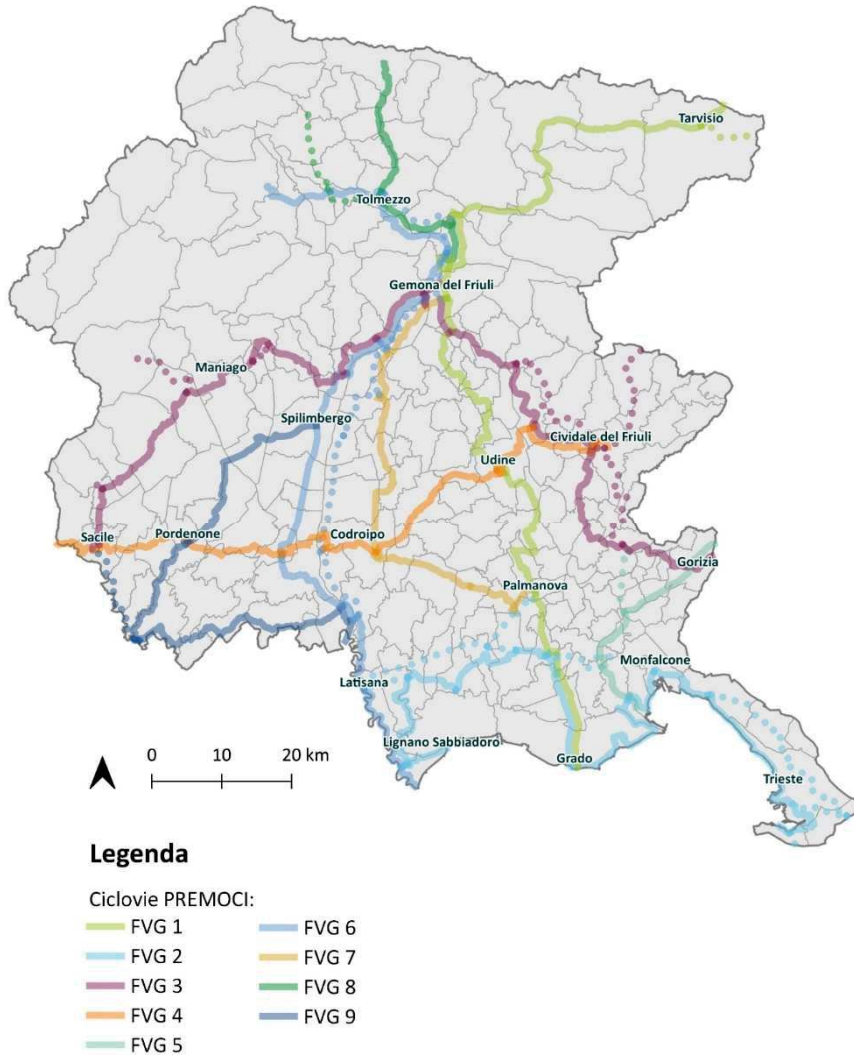 Tarvisio
Tolmezzo
Gemona del Friuli
Maniago
Spilimbergo
Cividale del Friuli
Udine
Sacile
Pordenone
Codroipo
Gorizia
Palmanova
Monfalcone
Latisana
Lignano Sabbiadoro
Grado
Trieste
0 10 20 km
Legenda
Ciclovie PREMOCI:
FVG 1
FVG 2
FVG 3
FVG 4
FVG 5
FVG 6
FVG 7
FVG 8
FVG 9